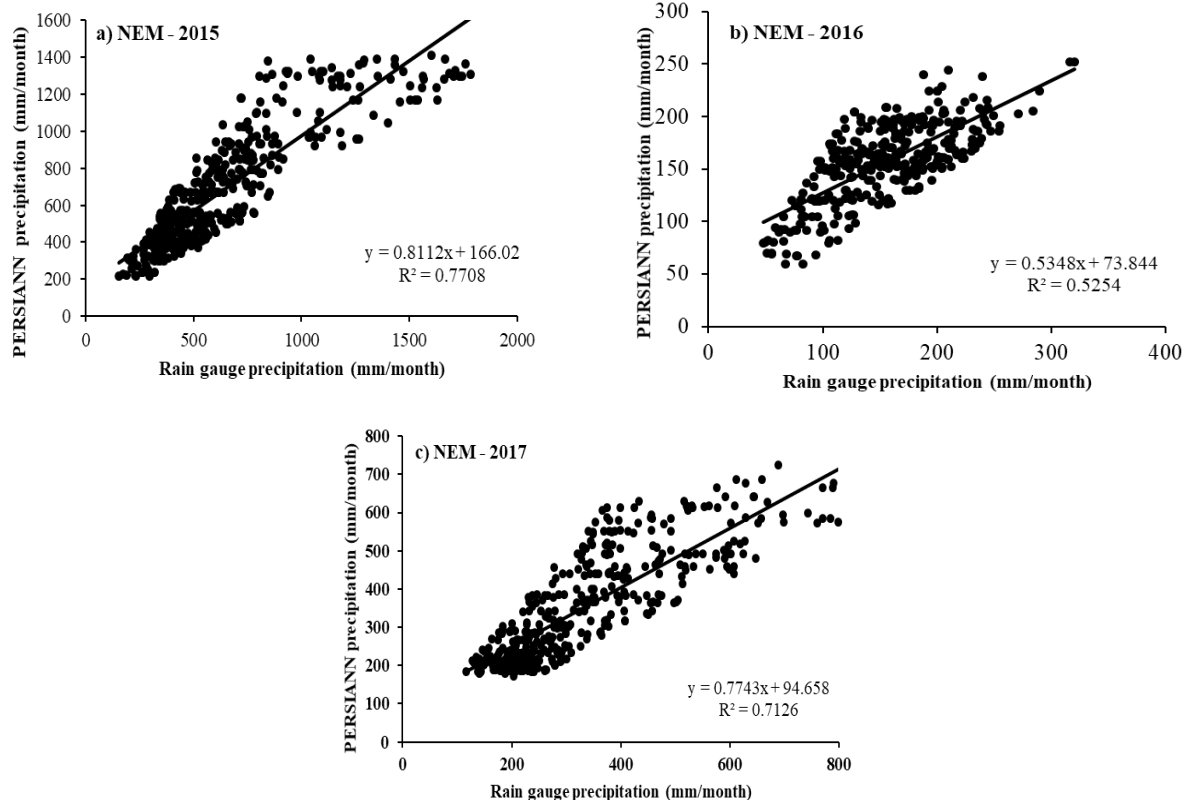 a) NEM - 2015
PERSIANN precipitation (mm/month)
1600
1400
1200
1000
800
600
400
200
0
y = 0.8112x + 166.02
R² = 0.7708
0 500 1000 1500 2000
Rain gauge precipitation (mm/month)
b) NEM - 2016
PERSIANN precipitation (mm/month)
300
250
200
150
100
50
0
y = 0.5348x + 73.844
R² = 0.5254
0 100 200 300 400
Rain gauge precipitation (mm/month)
c) NEM - 2017
PERSIANN precipitation (mm/month)
800
700
600
500
400
300
200
100
0
y = 0.7743x + 94.658
R² = 0.7126
0 200 400 600 800
Rain gauge precipitation (mm/month)